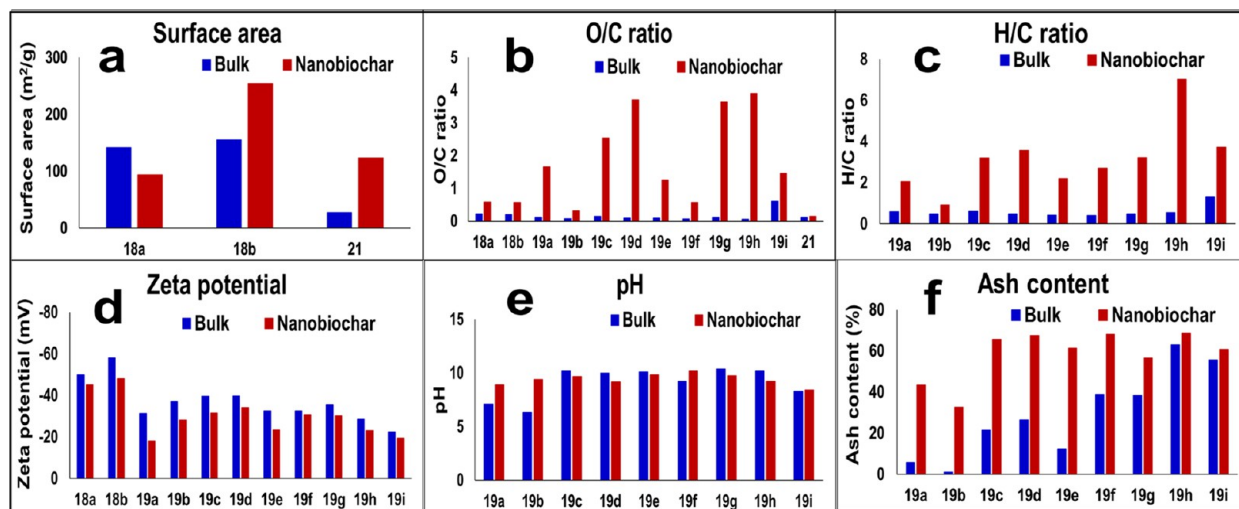 a
Surface area
Bulk
Nanobiochar
Surface area (m²/g)
300
200
100
0
18a 18b 21
b
O/C ratio
Bulk
Nanobiochar
O/C ratio
5
4
3
2
1
0
18a 18b 19a 19b 19c 19d 19e 19f 19g 19h 19i 21
c
H/C ratio
Bulk
Nanobiochar
H/C ratio
8
6
4
2
0
19a 19b 19c 19d 19e 19f 19g 19h 19i
d
Zeta potential
Bulk
Nanobiochar
Zeta potential (mV)
-80
-60
-40
-20
0
18a 18b 19a 19b 19c 19d 19e 19f 19g 19h 19i
e
pH
Bulk
Nanobiochar
pH
15
10
5
0
19a 19b 19c 19d 19e 19f 19g 19h 19i
f
Ash content
Bulk
Nanobiochar
Ash content (%)
80
60
40
20
0
19a 19b 19c 19d 19e 19f 19g 19h 19i